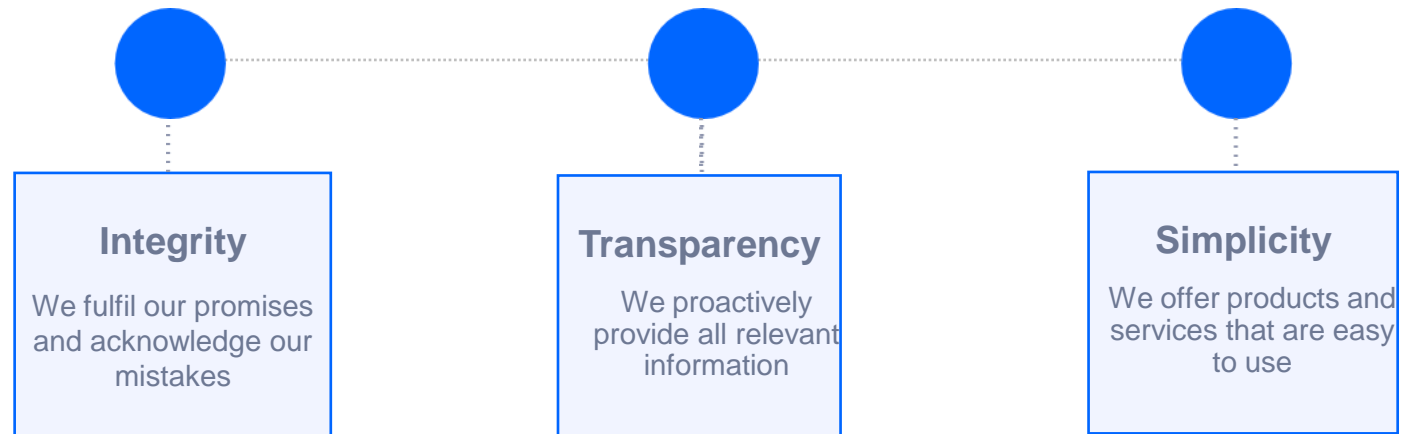 Integrity
We fulfil our promises
and acknowledge our
mistakes
Transparency
We proactively
provide all relevant
information
Simplicity
We offer products and
services that are easy
to use